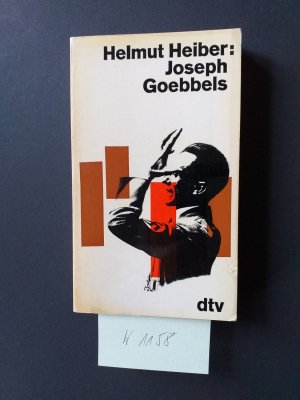 Helmut Heiber:
Joseph
Goebbels
dtv
W 1158